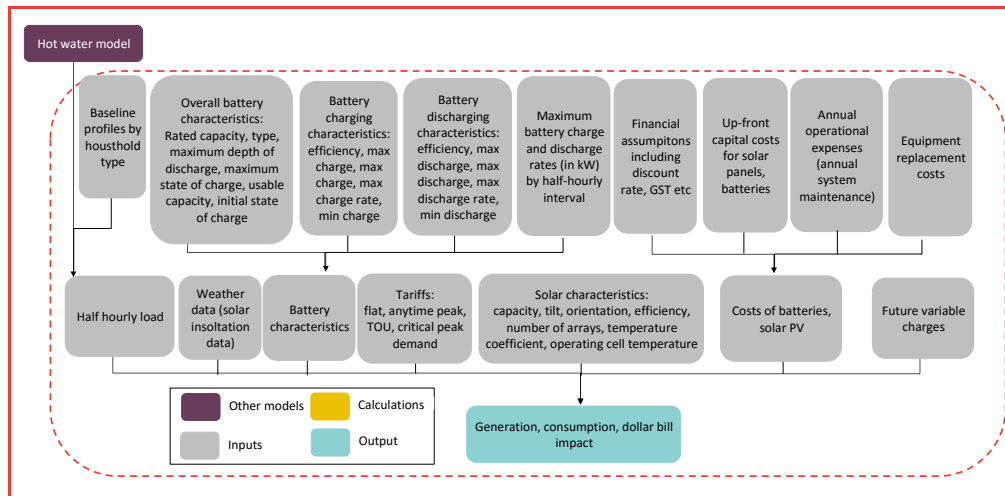 Hot water model
Baseline
profiles by
housthold
type
Overall battery
characteristics:
Rated capacity, type,
maximum depth of
discharge, maximum
state of charge, usable
capacity, initial state of
charge
Battery
charging
characteristics:
efficiency, max
charge, max
charge rate,
min charge
Battery
discharging
characteristics:
efficiency, max
discharge, max
discharge rate,
min discharge
Maximum
battery charge
and discharge
rates (in kW)
by half-hourly
interval
Financial
assumpitons
including
discount
rate, GST etc
Up-front
capital costs
for solar
panels,
batteries
Annual
operational
expenses
(annual
system
maintenance)
Equipment
replacement
costs
Half hourly load
Weather
data (solar
insoltation
data)
Battery
characteristics
Tariffs:
flat, anytime peak,
TOU, critical peak
demand
Solar characteristics:
capacity, tilt, orientation, efficiency,
number of arrays, temperature
coefficient, operating cell temperature
Costs of batteries,
solar PV
Future variable
charges
Other models
Calculations
Inputs
Output
Generation, consumption, dollar bill
impact